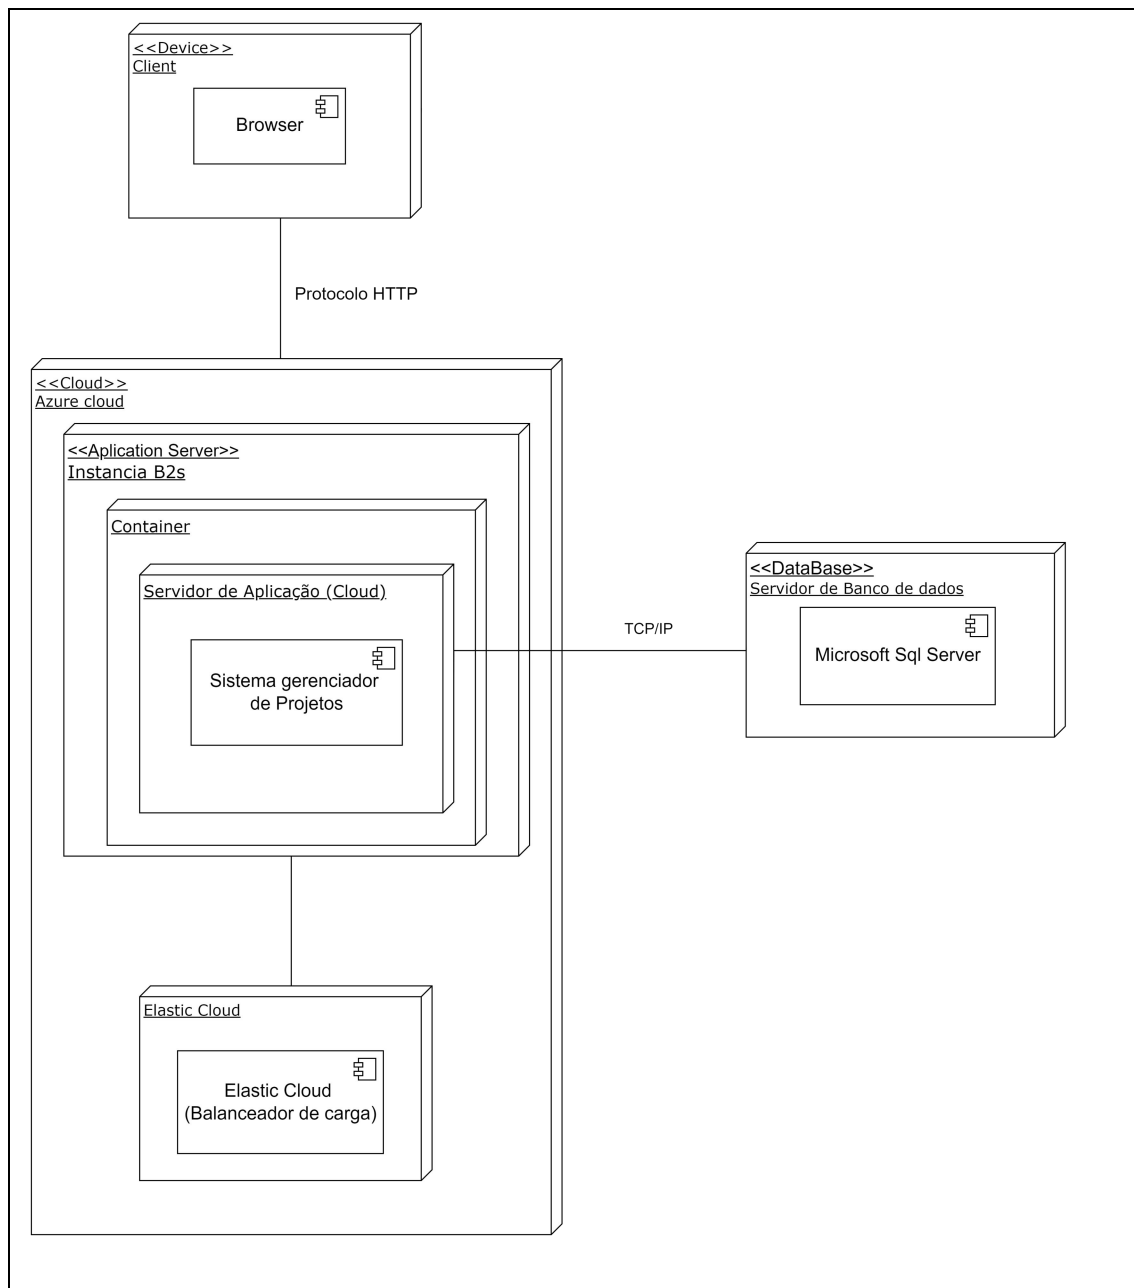 <<Device>>
Client
Browser
Protocolo HTTP
<<Cloud>>
Azure cloud
<<Aplication Server>>
Instancia B2s
Container
Servidor de Aplicação (Cloud)
Sistema gerenciador
de Projetos
TCP/IP
<<DataBase>>
Servidor de Banco de dados
Microsoft Sql Server
Elastic Cloud
Elastic Cloud
(Balanceador de carga)